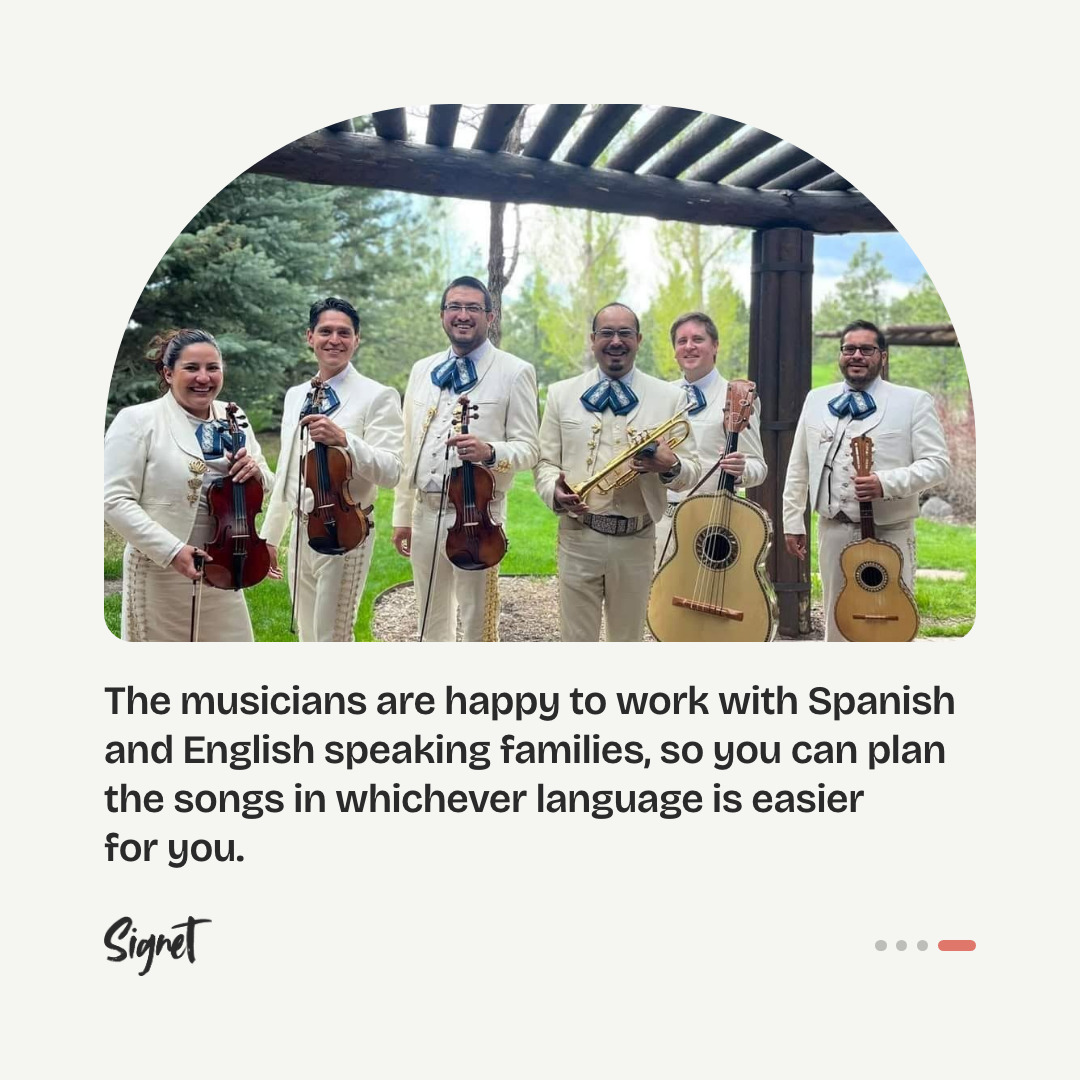 The musicians are happy to work with Spanish
and English speaking families, so you can plan
the songs in whichever language is easier
for you.
Signet